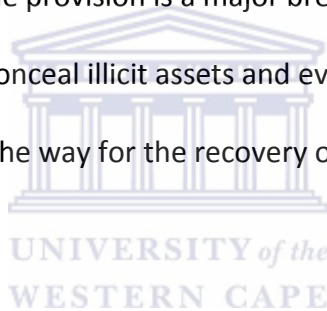 e provision is a major bre
onceal illicit assets and ev
he way for the recovery o
UNIVERSITY of the
WESTERN CAPE